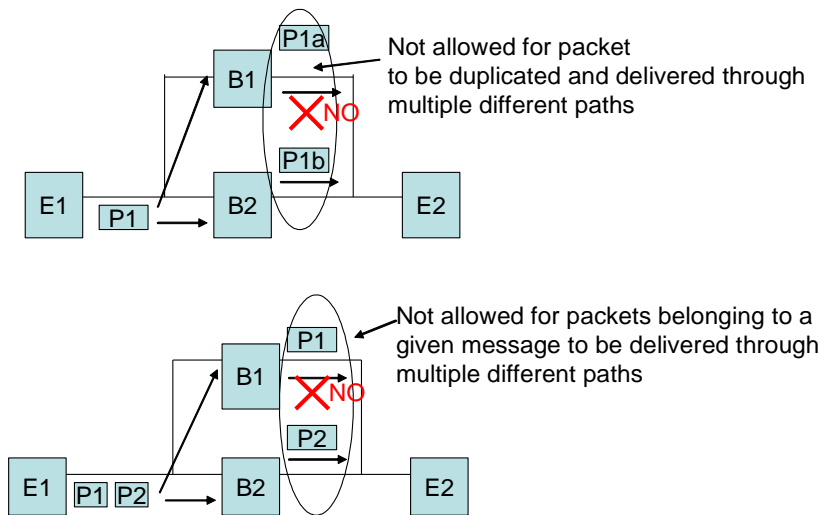 P1a
Not allowed for packet
to be duplicated and delivered through
multiple different paths
B1
NO
P1b
E1
P1
B2
E2
Not allowed for packets belonging to a
given message to be delivered through
multiple different paths
P1
B1
NO
P2
E1
P1
P2
B2
E2